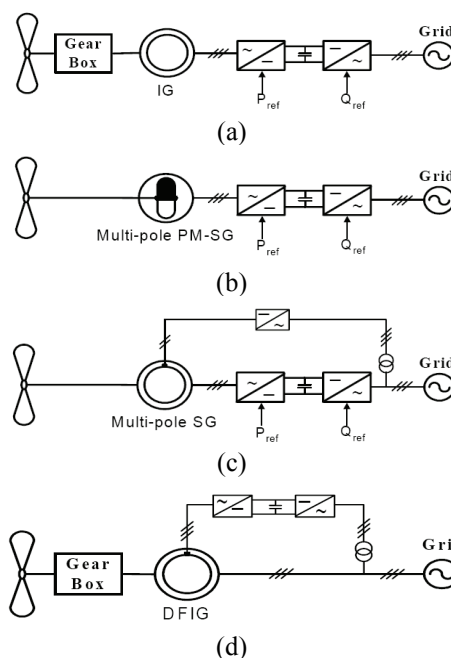 Gear
Box
IG
P ref
Q ref
Grid
(a)
Multi-pole PM-SG
P ref
Q ref
Grid
(b)
Multi-pole SG
P ref
Q ref
Grid
(c)
Gear
Box
DFIG
Gri
(d)